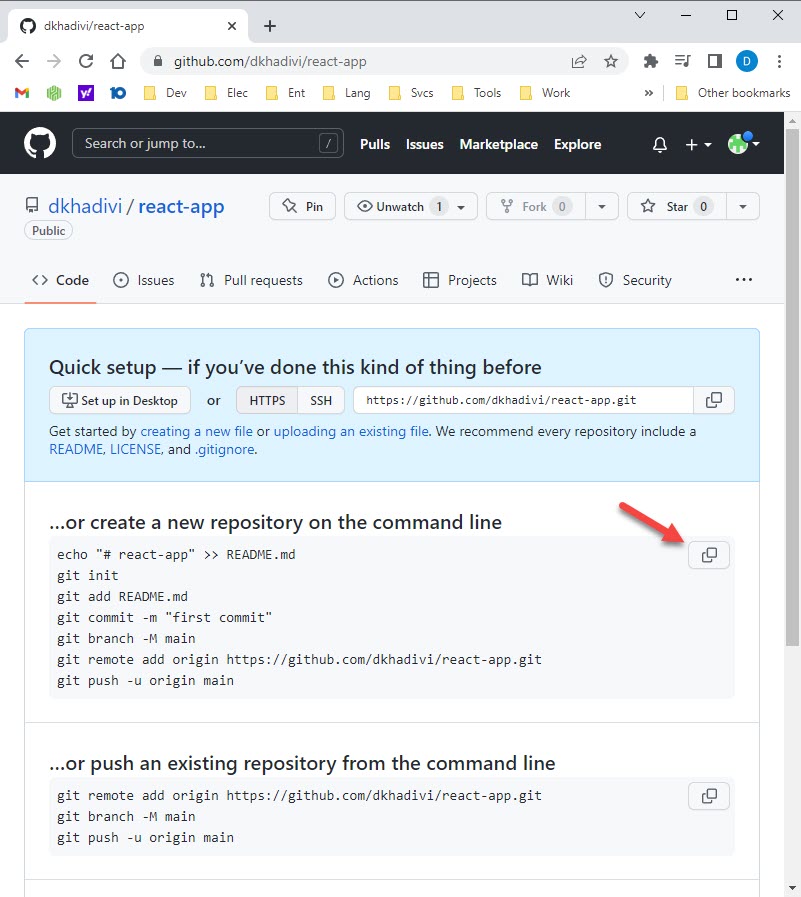 dkhadivi/react-app
github.com/dkhadivi/react-app
D
Dev Elec Ent Lang Svcs Tools Work » Other bookmarks
Search or jump to... /
Pulls Issues Marketplace Explore
dkhadivi / react-app
Pin Unwatch 1 Fork 0 Star 0
Public
Code Issues Pull requests Actions Projects Wiki Security
Quick setup — if you’ve done this kind of thing before
Set up in Desktop or HTTPS SSH https://github.com/dkhadivi/react-app.git
Get started by creating a new file or uploading an existing file. We recommend every repository include a
README, LICENSE, and .gitignore.
…or create a new repository on the command line
echo "# react-app" >> README.md
git init
git add README.md
git commit -m "first commit"
git branch -M main
git remote add origin https://github.com/dkhadivi/react-app.git
git push -u origin main
…or push an existing repository from the command line
git remote add origin https://github.com/dkhadivi/react-app.git
git branch -M main
git push -u origin main